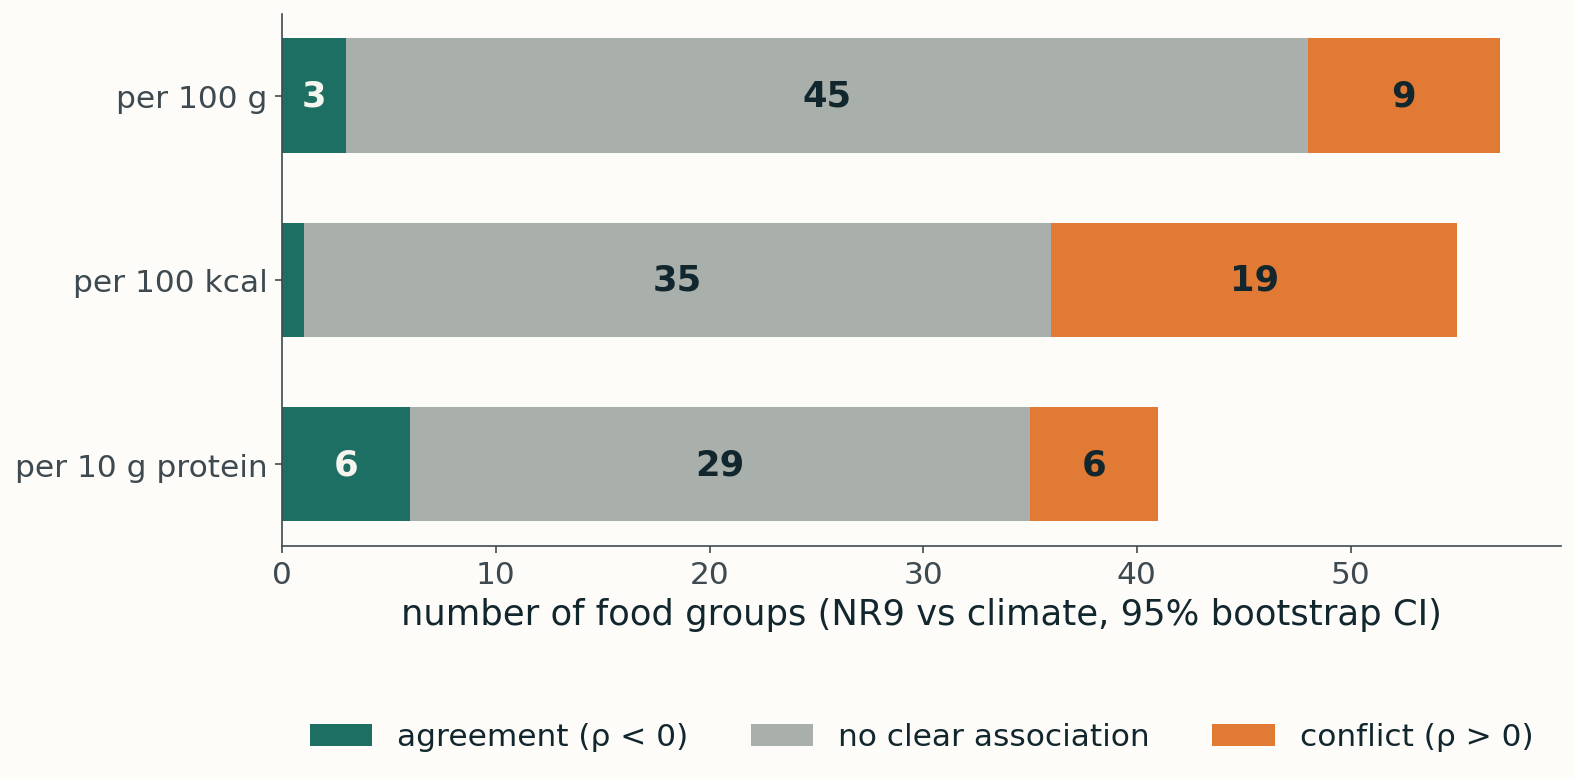 per 100 g
3
45
9
per 100 kcal
35
19
per 10 g protein
6
29
6
0 10 20 30 40 50
number of food groups (NR9 vs climate, 95% bootstrap CI)
agreement (ρ < 0) no clear association conflict (ρ > 0)